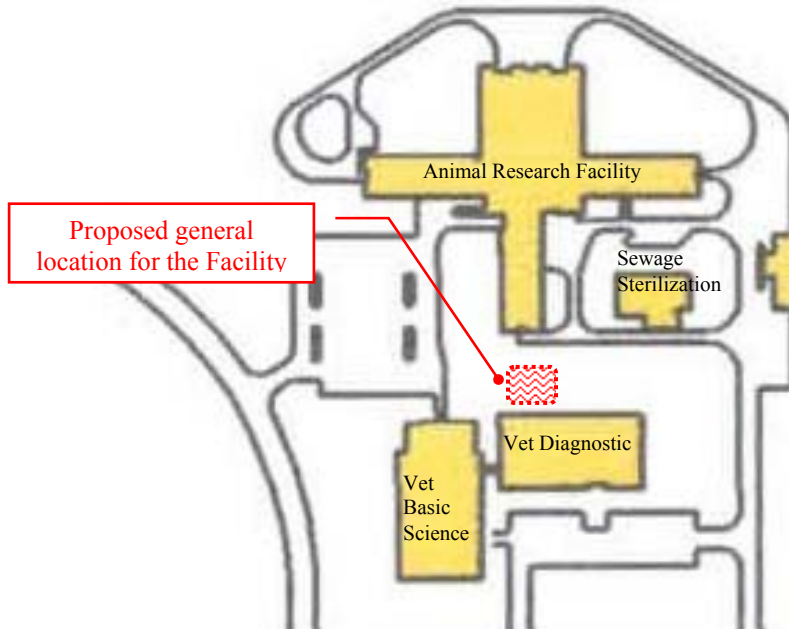 Animal Research Facility
Proposed general
location for the Facility
Sewage
Sterilization
Vet Diagnostic
Vet
Basic
Science